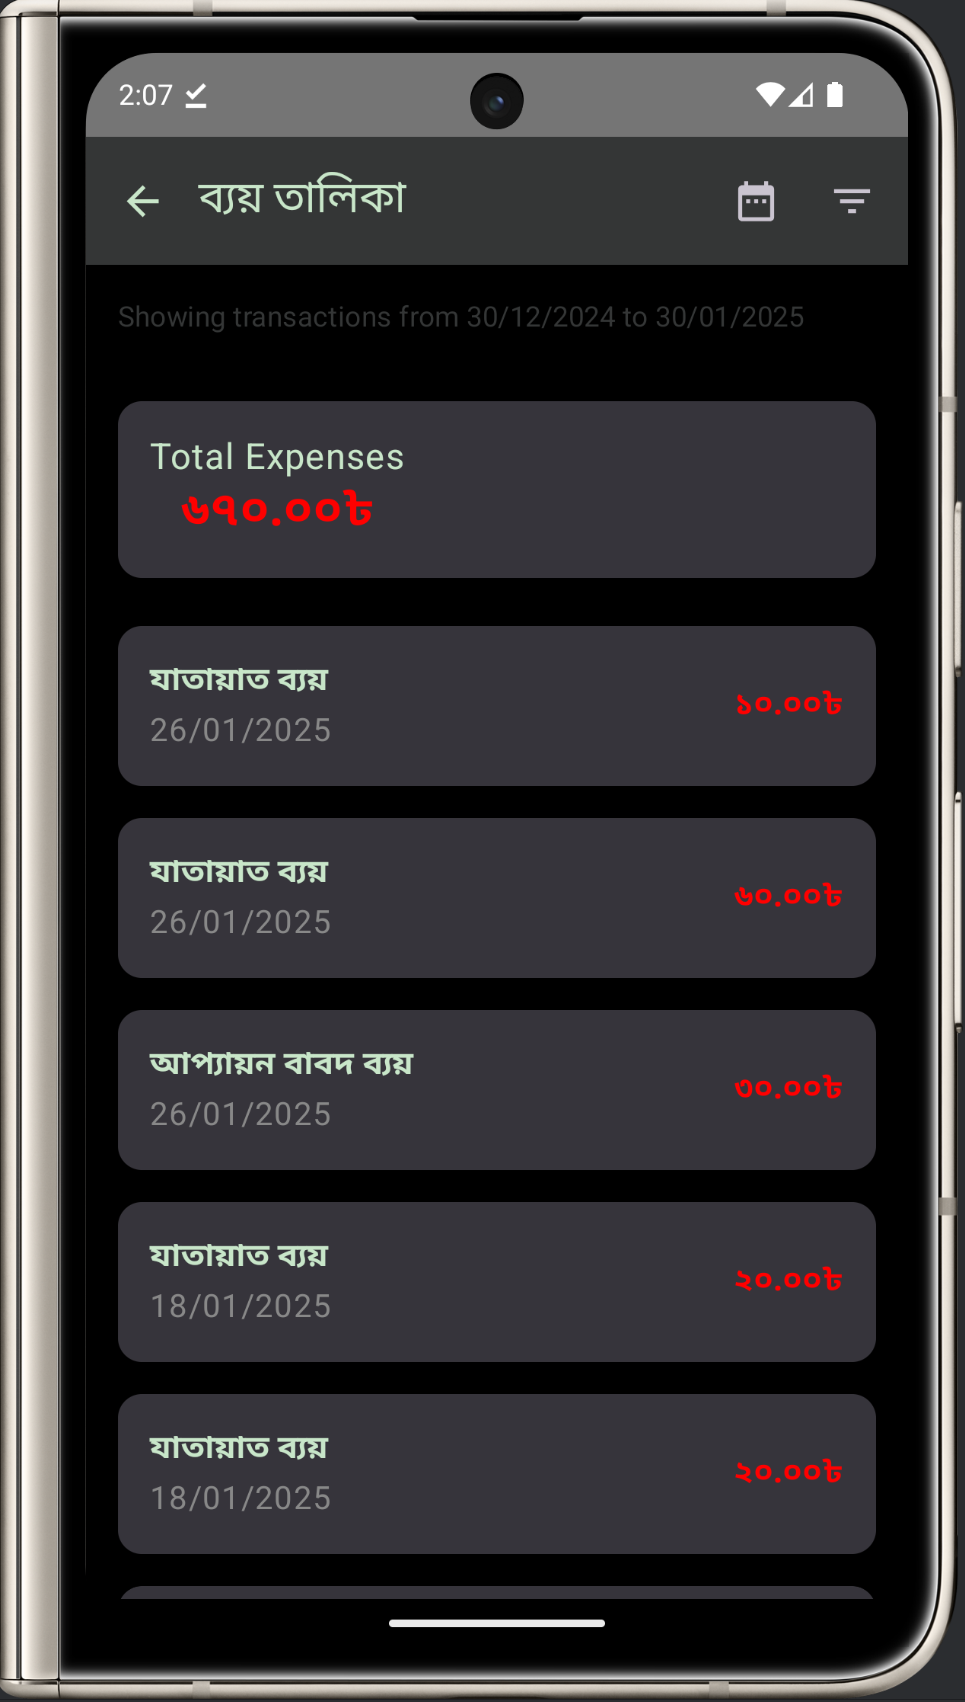 2:07
ব্যয় তালিকা
Showing transactions from 30/12/2024 to 30/01/2025
Total Expenses
৬৭০.০০৳
যাতায়াত ব্যয়
26/01/2025
১০.০০৳
যাতায়াত ব্যয়
26/01/2025
৬০.০০৳
আপ্যায়ন বাবদ ব্যয়
26/01/2025
৩০.০০৳
যাতায়াত ব্যয়
18/01/2025
২০.০০৳
যাতায়াত ব্যয়
18/01/2025
২০.০০৳